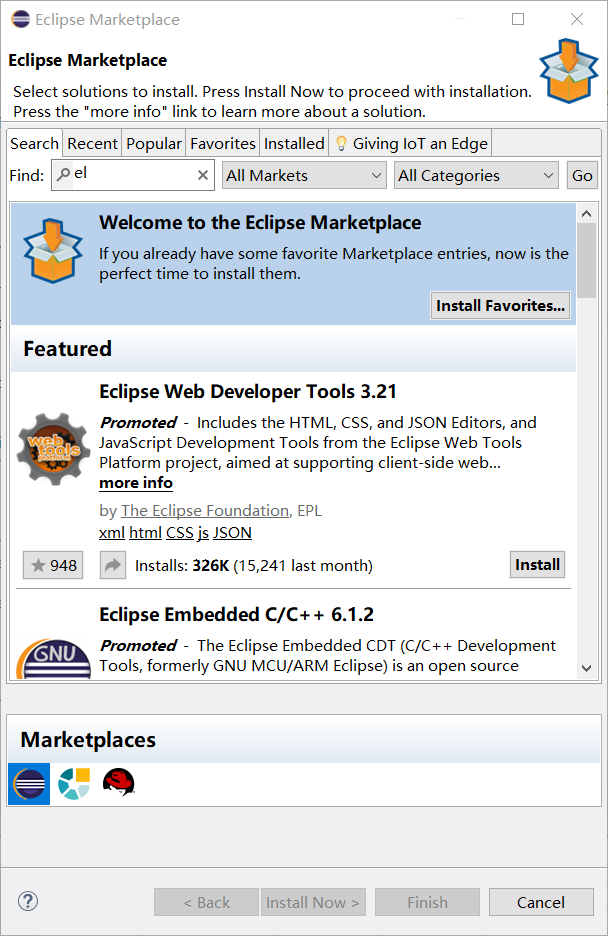 Eclipse Marketplace
Eclipse Marketplace
Select solutions to install. Press Install Now to proceed with installation.
Press the "more info" link to learn more about a solution.
Search Recent Popular Favorites Installed Giving IoT an Edge
Find: el All Markets All Categories Go
Welcome to the Eclipse Marketplace
If you already have some favorite Marketplace entries, now is the
perfect time to install them.
Install Favorites...
Featured
Eclipse Web Developer Tools 3.21
Promoted - Includes the HTML, CSS, and JSON Editors, and
JavaScript Development Tools from the Eclipse Web Tools
Platform project, aimed at supporting client-side web...
more info
web
tools
PLATFORM
by The Eclipse Foundation, EPL
xml html CSS js JSON
948 Installs: 326K (15,241 last month) Install
Eclipse Embedded C/C++ 6.1.2
Promoted - The Eclipse Embedded CDT (C/C++ Development
Tools, formerly GNU MCU/ARM Eclipse) is an open source
GNU
Marketplaces
? < Back Install Now > Finish Cancel